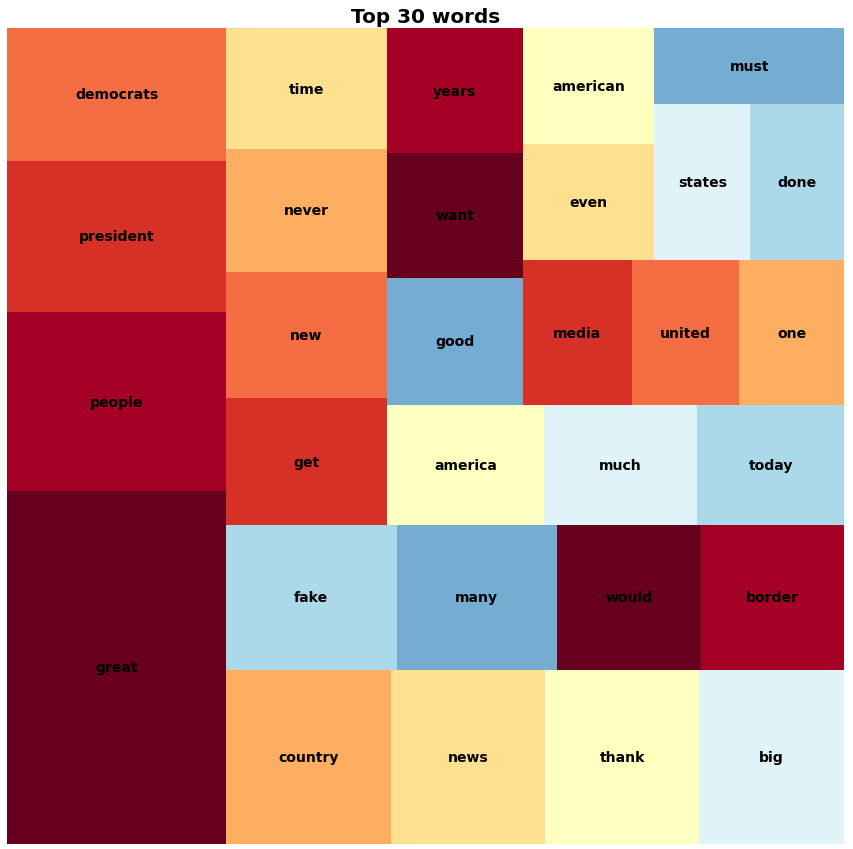 Top 30 words
democrats
time
years
american
must
never
want
even
states
done
president
new
good
media
united
one
people
get
america
much
today
great
fake
many
would
border
country
news
thank
big